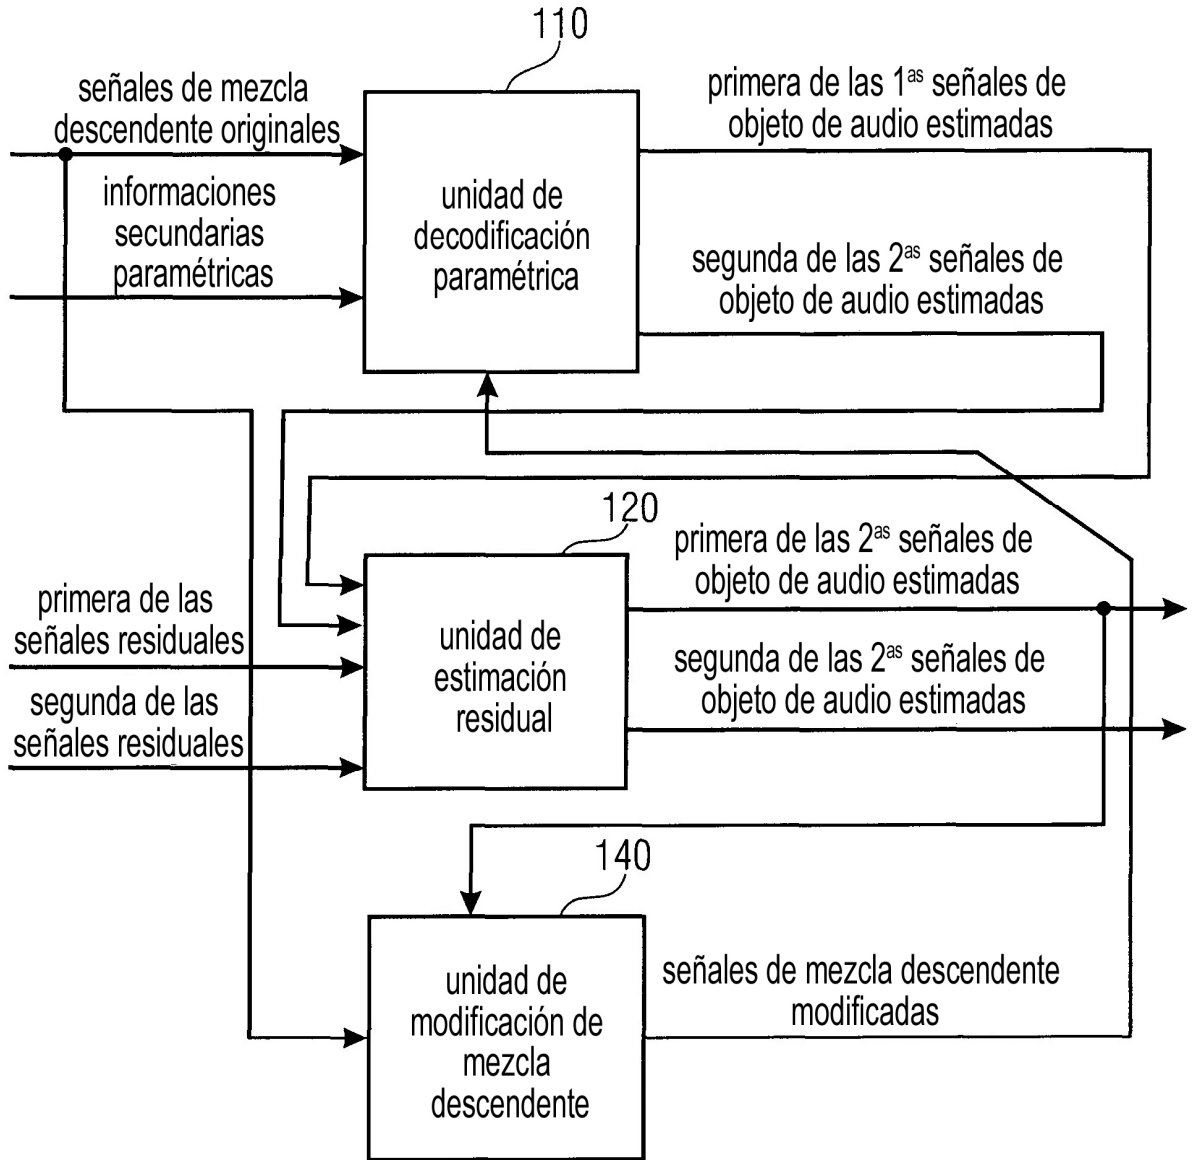 110
señales de mezcla
descendente originales
informaciones
secundarias
paramétricas
unidad de
decodificación
paramétrica
primera de las 1as señales de
objeto de audio estimadas
segunda de las 2as señales de
objeto de audio estimadas
120
primera de las
señales residuales
segunda de las
señales residuales
unidad de
estimación
residual
primera de las 2as señales de
objeto de audio estimadas
segunda de las 2as señales de
objeto de audio estimadas
140
unidad de
modificación de
mezcla
descendente
señales de mezcla descendente
modificadas